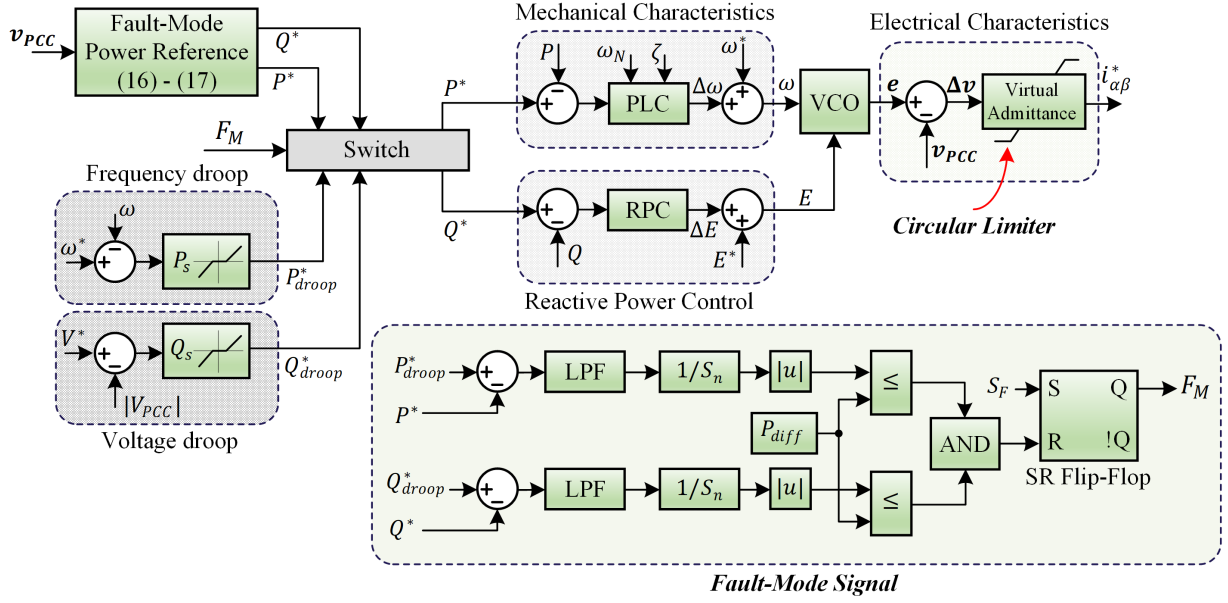 v_PCC
Fault-Mode
Power Reference
(16) - (17)
Q*
P*
F_M
Switch
Frequency droop
ω
ω*
P_s
P*_droop
V*
Q_s
Q*_droop
|V_PCC|
Voltage droop
Mechanical Characteristics
P
ω_N
ζ
ω*
P*
PLC
Δω
ω
VCO
Q*
RPC
ΔE
E
Q
E*
Reactive Power Control
Electrical Characteristics
e
Δv
Virtual
Admittance
i*_αβ
v_PCC
Circular Limiter
P*_droop
P*
LPF
1/S_n
|u|
≤
P_diff
Q*_droop
Q*
LPF
1/S_n
|u|
≤
AND
S_F
S
Q
R
!Q
F_M
SR Flip-Flop
Fault-Mode Signal